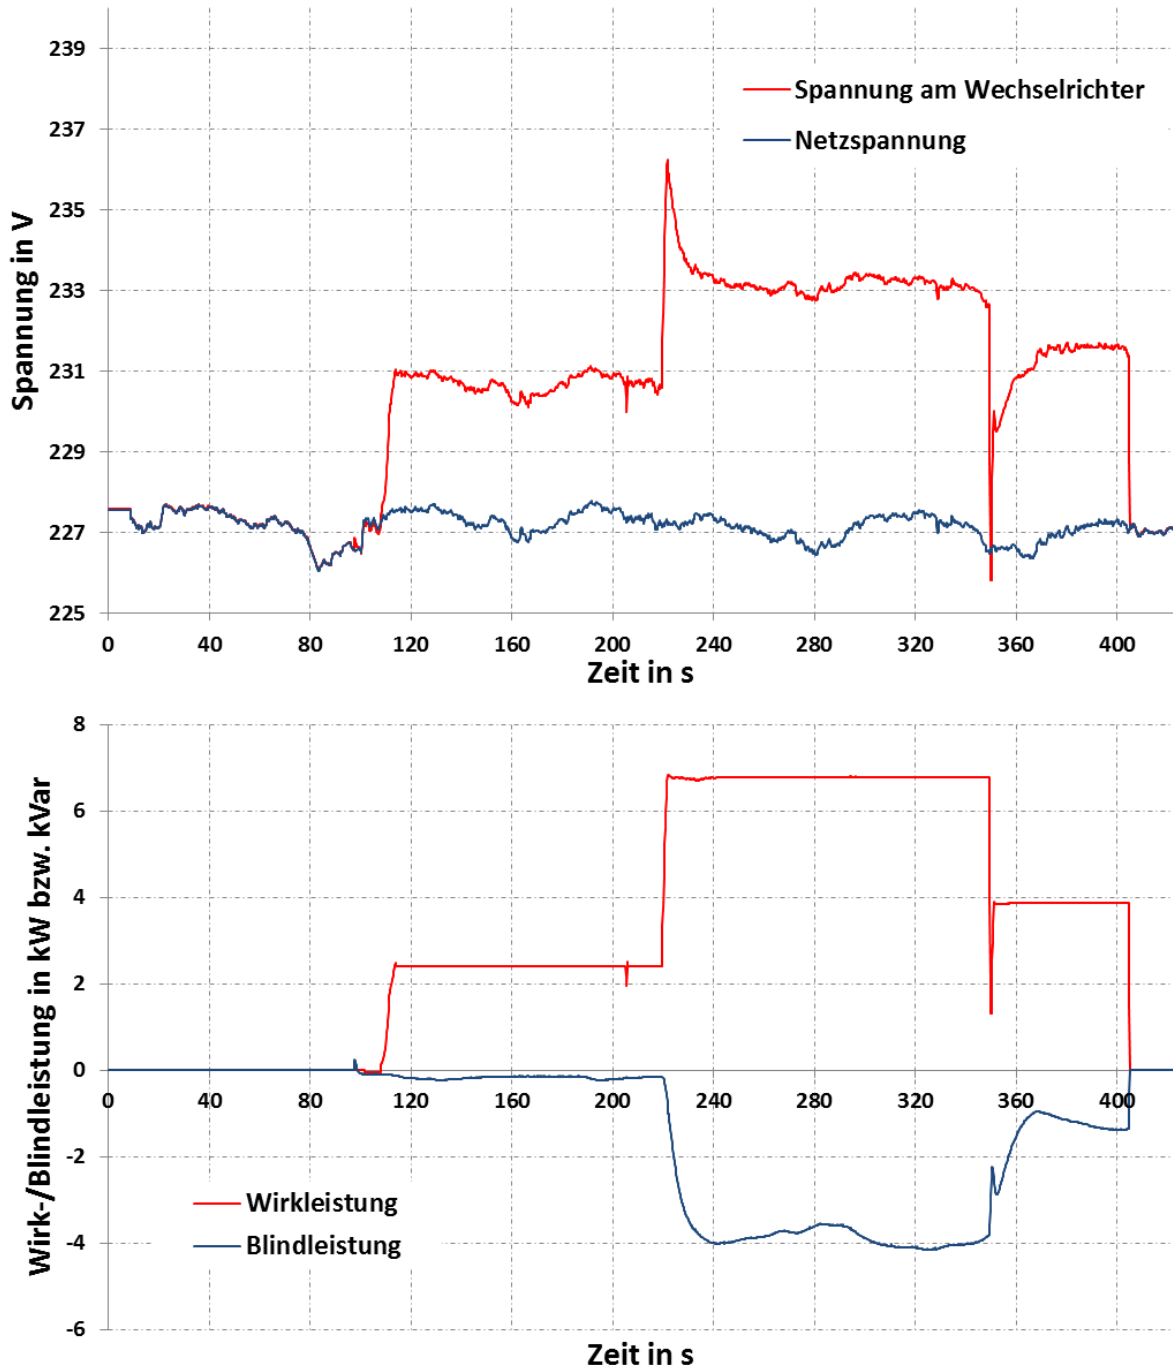 239
237
235
233
231
229
227
225
Spannung in V
Spannung am Wechselrichter
Netzspannung
0 40 80 120 160 200 240 280 320 360 400
Zeit in s
8
6
4
2
0
-2
-4
-6
Wirk-/Blindleistung in kW bzw. kVar
0 40 80 120 160 200 240 280 320 360 400
Wirkleistung
Blindleistung
Zeit in s